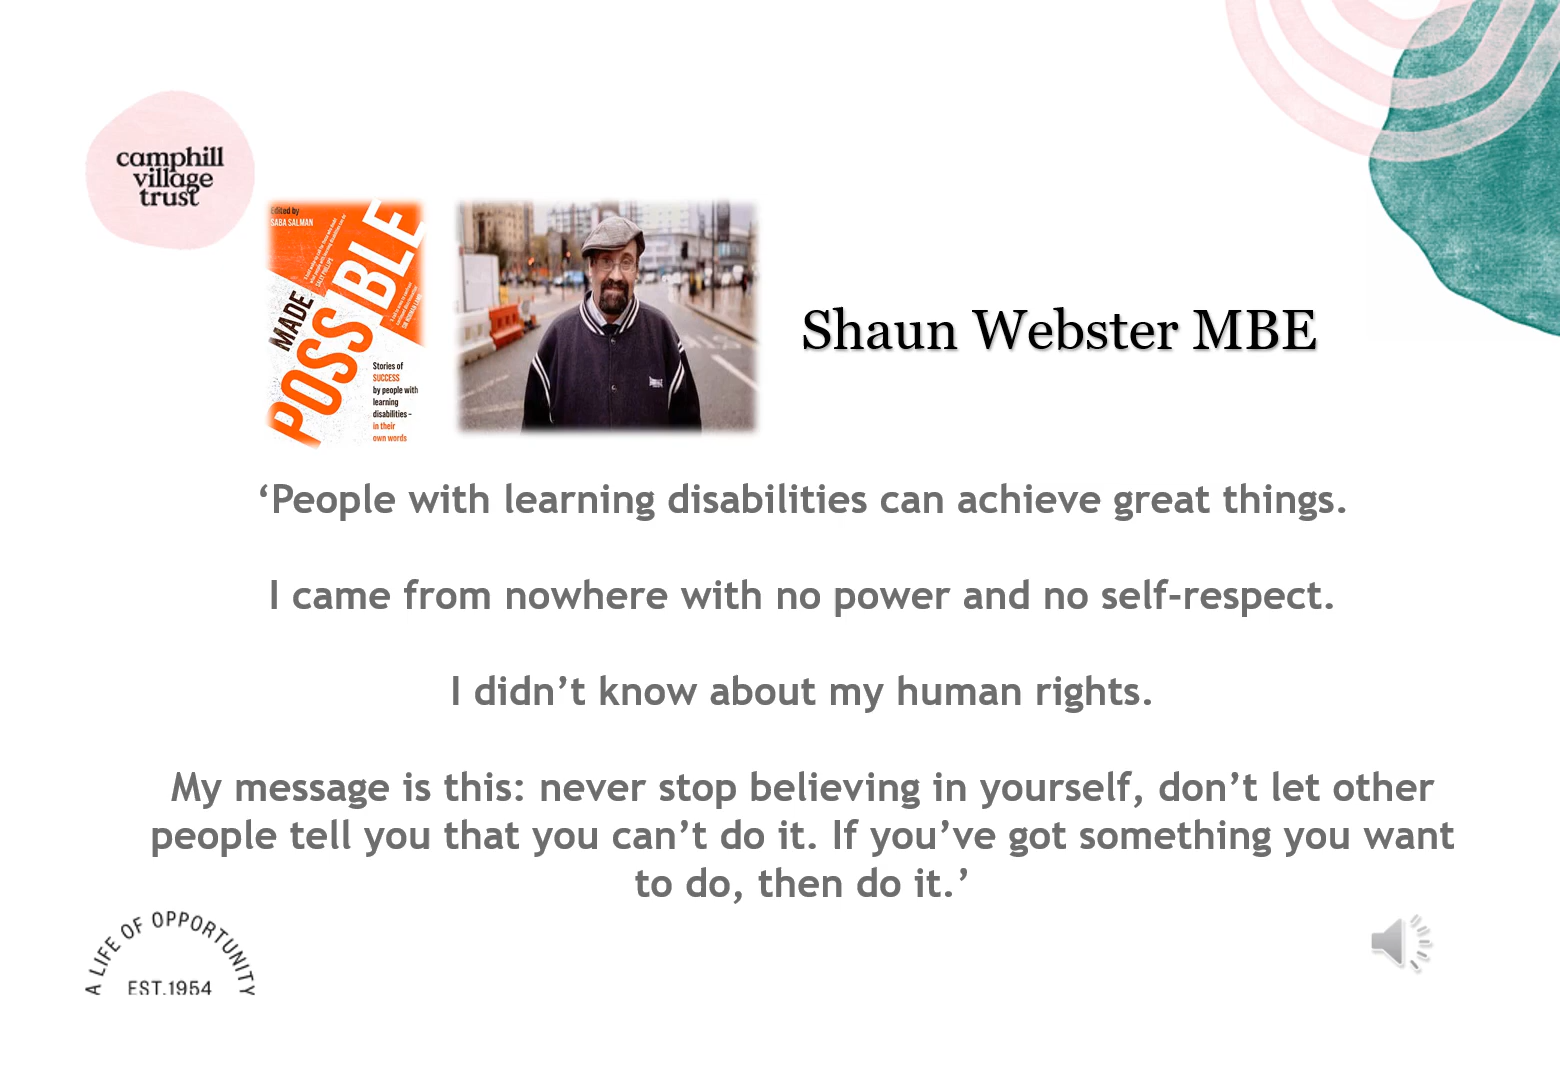 camphill
village
trust
Edited by
SABA SALMAN
MADE
POSSIBLE
Stories of
SUCCESS
by people with
learning
disabilities –
in their
own words
Shaun Webster MBE
‘People with learning disabilities can achieve great things.
I came from nowhere with no power and no self-respect.
I didn’t know about my human rights.
My message is this: never stop believing in yourself, don’t let other
people tell you that you can’t do it. If you’ve got something you want
to do, then do it.’
A LIFE OF OPPORTUNITY
EST.1954